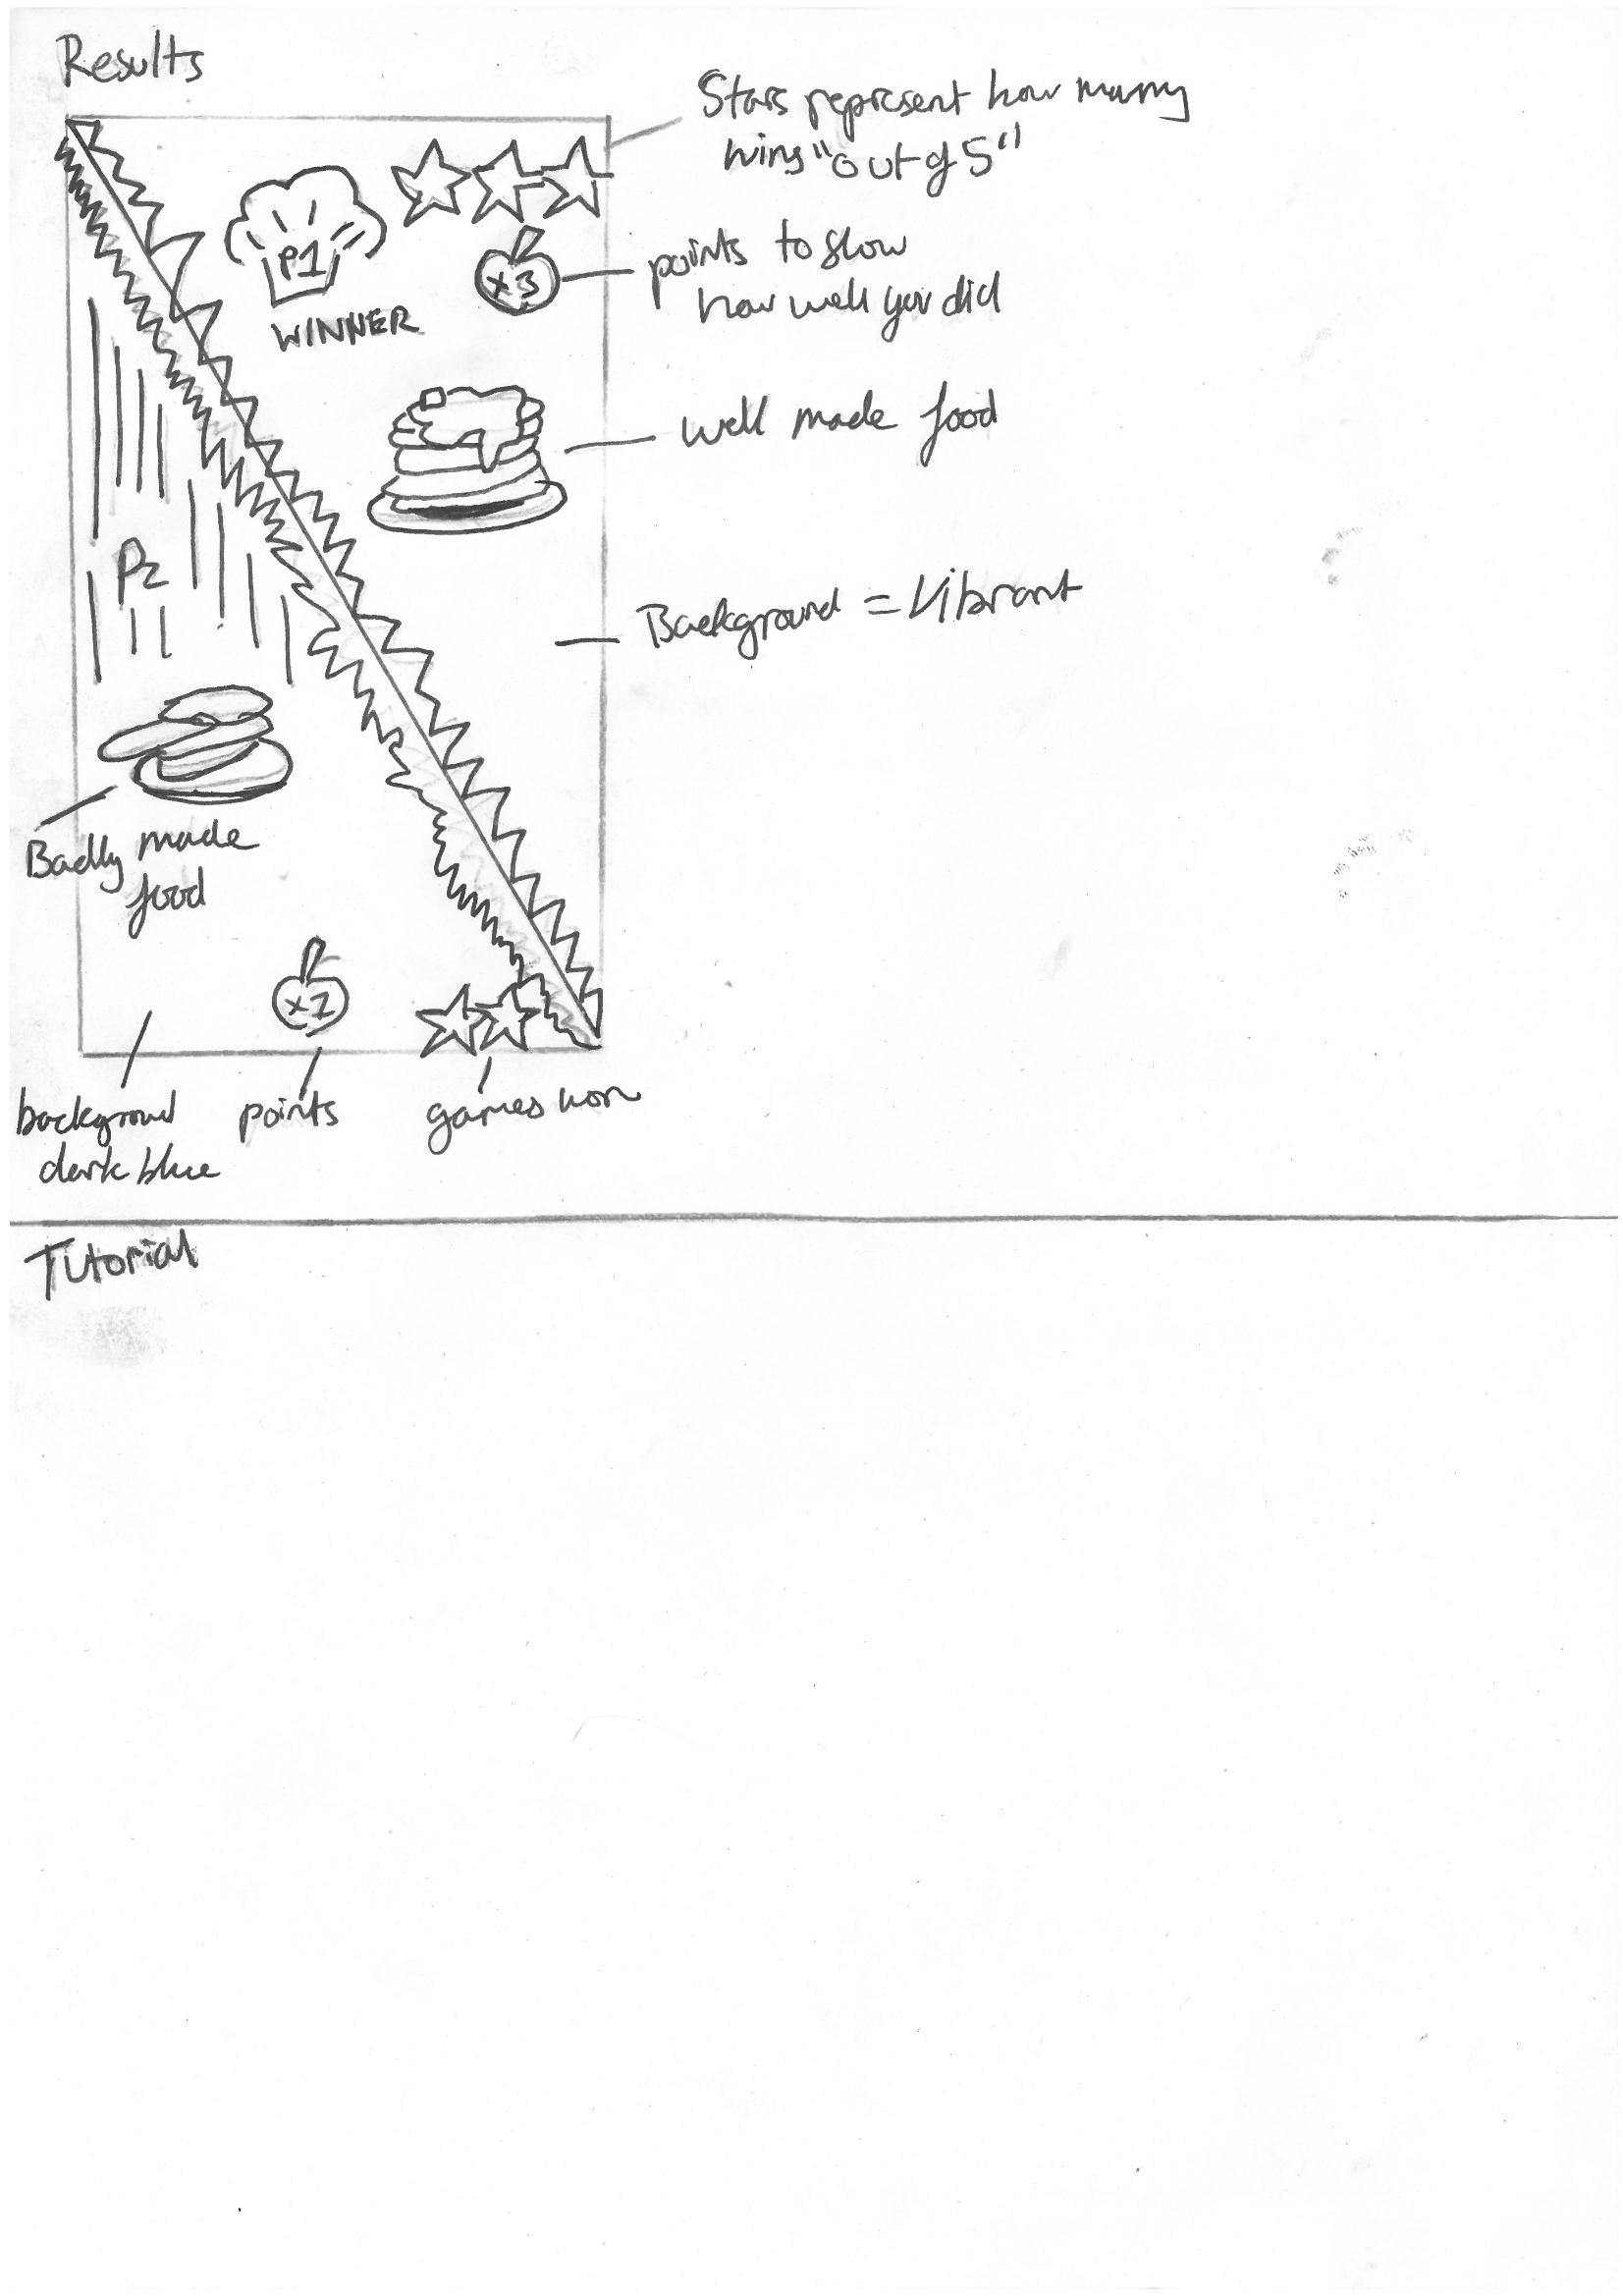 Results
Stars represent how many
wins "out of 5"
P1
WINNER
x3
points to show
how well you did
well made food
P2
Background = Vibrant
Badly made
food
x2
background
dark blue
points
games won
Tutorial